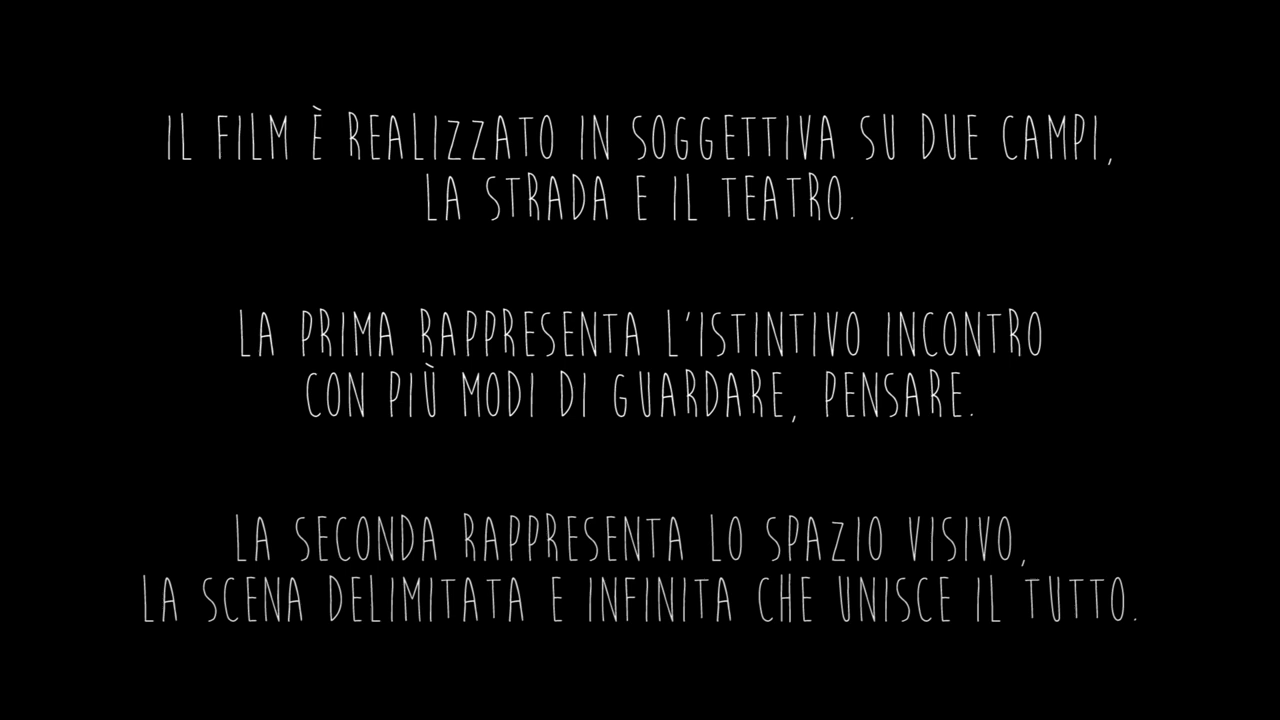 IL FILM È REALIZZATO IN SOGGETTIVA SU DUE CAMPI,
LA STRADA E IL TEATRO.
LA PRIMA RAPPRESENTA L'ISTINTIVO INCONTRO
CON PIÙ MODI DI GUARDARE, PENSARE.
LA SECONDA RAPPRESENTA LO SPAZIO VISIVO,
LA SCENA DELIMITATA E INFINITA CHE UNISCE IL TUTTO.